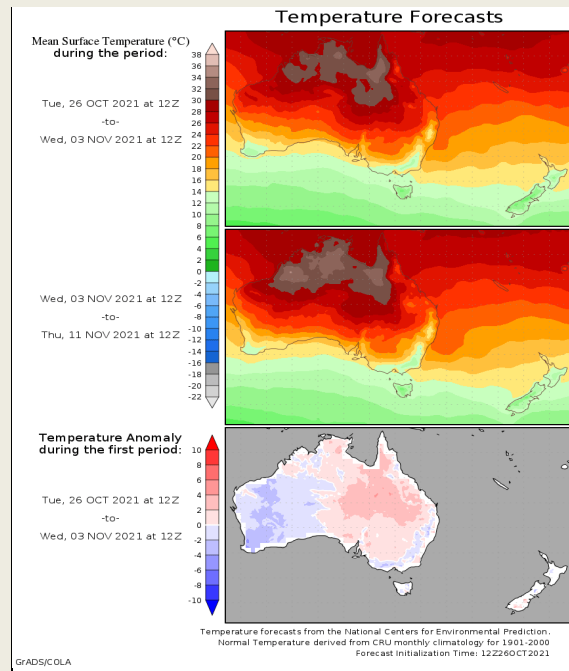 Temperature Forecasts
Mean Surface Temperature (°C)
during the period:
Tue, 26 OCT 2021 at 12Z
-to-
Wed, 03 NOV 2021 at 12Z
38
36
34
32
30
28
26
24
22
20
18
16
14
12
10
8
6
4
2
0
-2
-4
-6
-8
-10
-12
-14
-16
-18
-20
-22
Wed, 03 NOV 2021 at 12Z
-to-
Thu, 11 NOV 2021 at 12Z
Temperature Anomaly
during the first period:
Tue, 26 OCT 2021 at 12Z
-to-
Wed, 03 NOV 2021 at 12Z
10
8
6
4
2
0
-2
-4
-6
-8
-10
Temperature forecasts from the National Centers for Environmental Prediction.
Normal Temperature derived from CRU monthly climatology for 1901-2000
Forecast Initialization Time: 12Z26OCT2021
GrADS/COLA